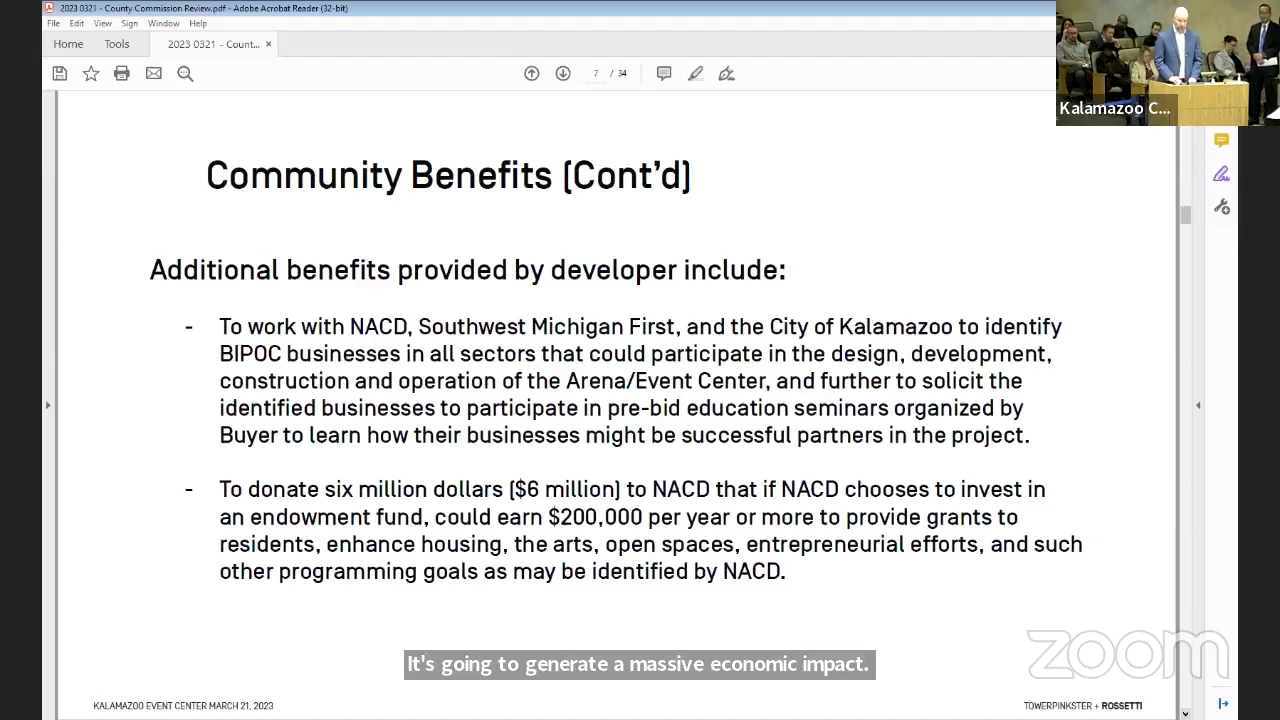 2023 0321 - County Commission Review.pdf - Adobe Acrobat Reader (32-bit)
File Edit View Sign Window Help
Home Tools 2023 0321 - Count... ×
7 / 34
Kalamazoo C...
Community Benefits (Cont'd)
Additional benefits provided by developer include:
- To work with NACD, Southwest Michigan First, and the City of Kalamazoo to identify
BIPOC businesses in all sectors that could participate in the design, development,
construction and operation of the Arena/Event Center, and further to solicit the
identified businesses to participate in pre-bid education seminars organized by
Buyer to learn how their businesses might be successful partners in the project.
- To donate six million dollars ($6 million) to NACD that if NACD chooses to invest in
an endowment fund, could earn $200,000 per year or more to provide grants to
residents, enhance housing, the arts, open spaces, entrepreneurial efforts, and such
other programming goals as may be identified by NACD.
zoom
It's going to generate a massive economic impact.
KALAMAZOO EVENT CENTER MARCH 21, 2023
TOWERPINKSTER + ROSSETTI